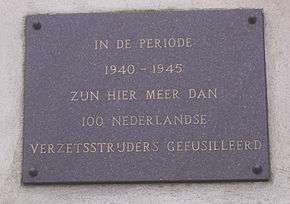 IN DE PERIODE
1940 - 1945
ZIJN HIER MEER DAN
100 NEDERLANDSE
VERZETSSTRIJDERS GEFUSILLEERD